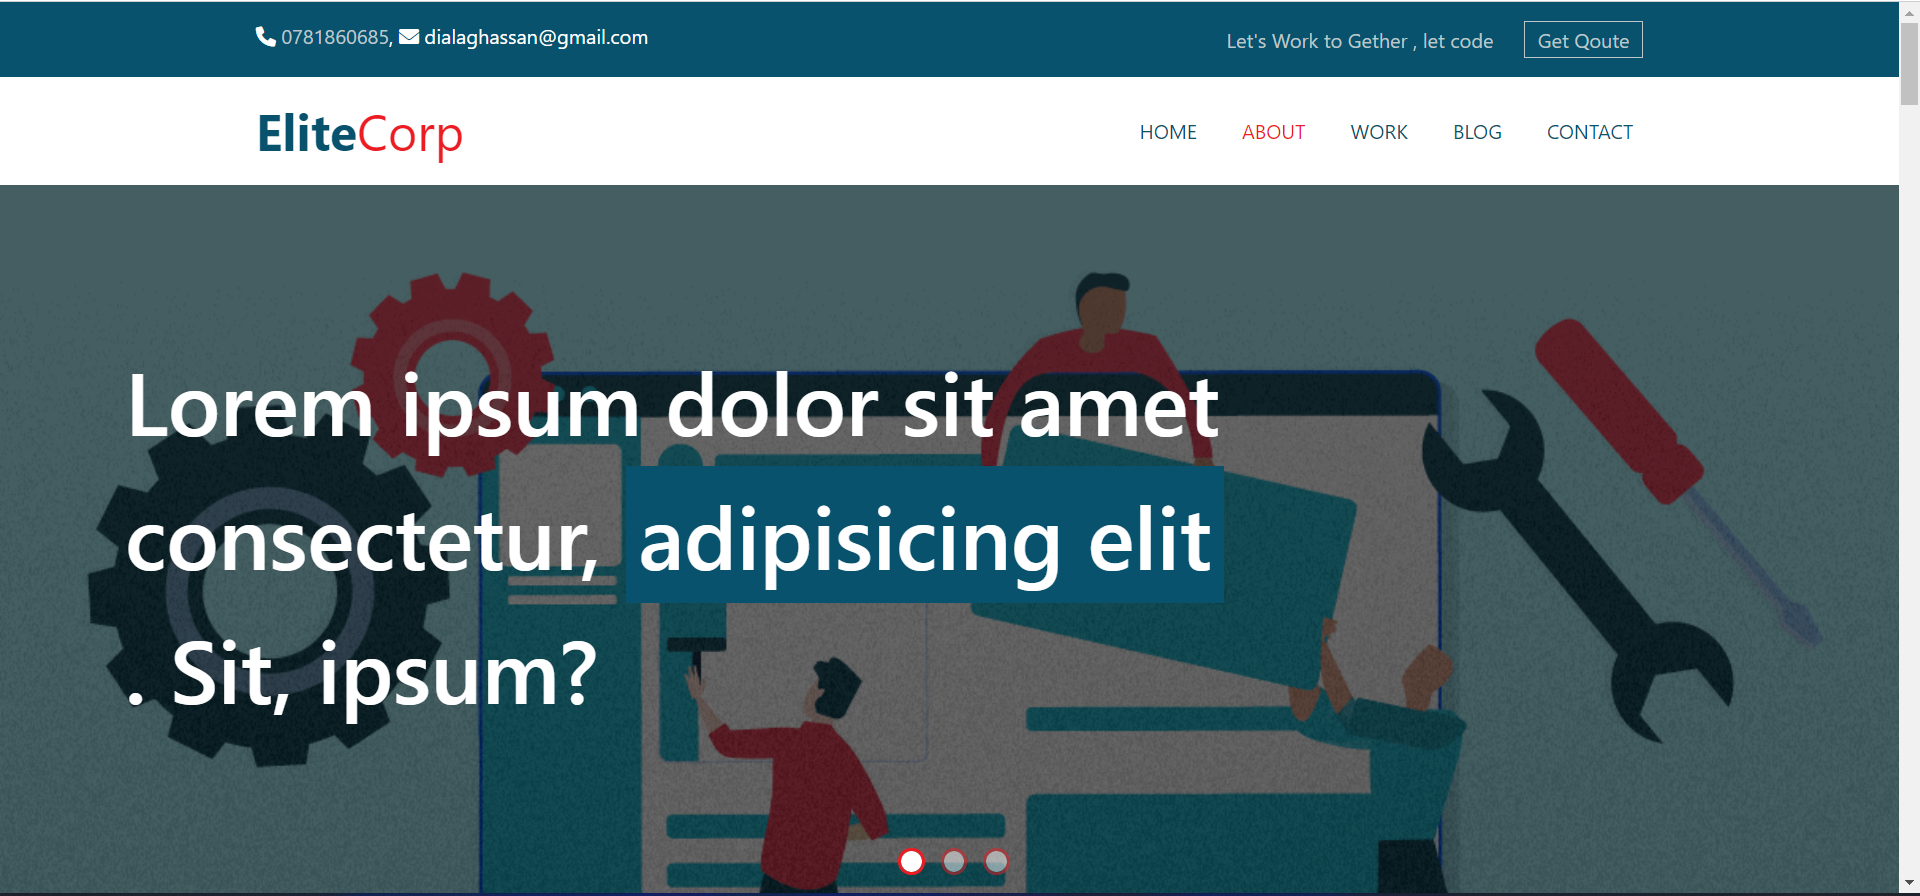 0781860685, dialaghassan@gmail.com
Let's Work to Gether , let code
Get Qoute
EliteCorp
HOME ABOUT WORK BLOG CONTACT
Lorem ipsum dolor sit amet
consectetur, adipisicing elit
. Sit, ipsum?